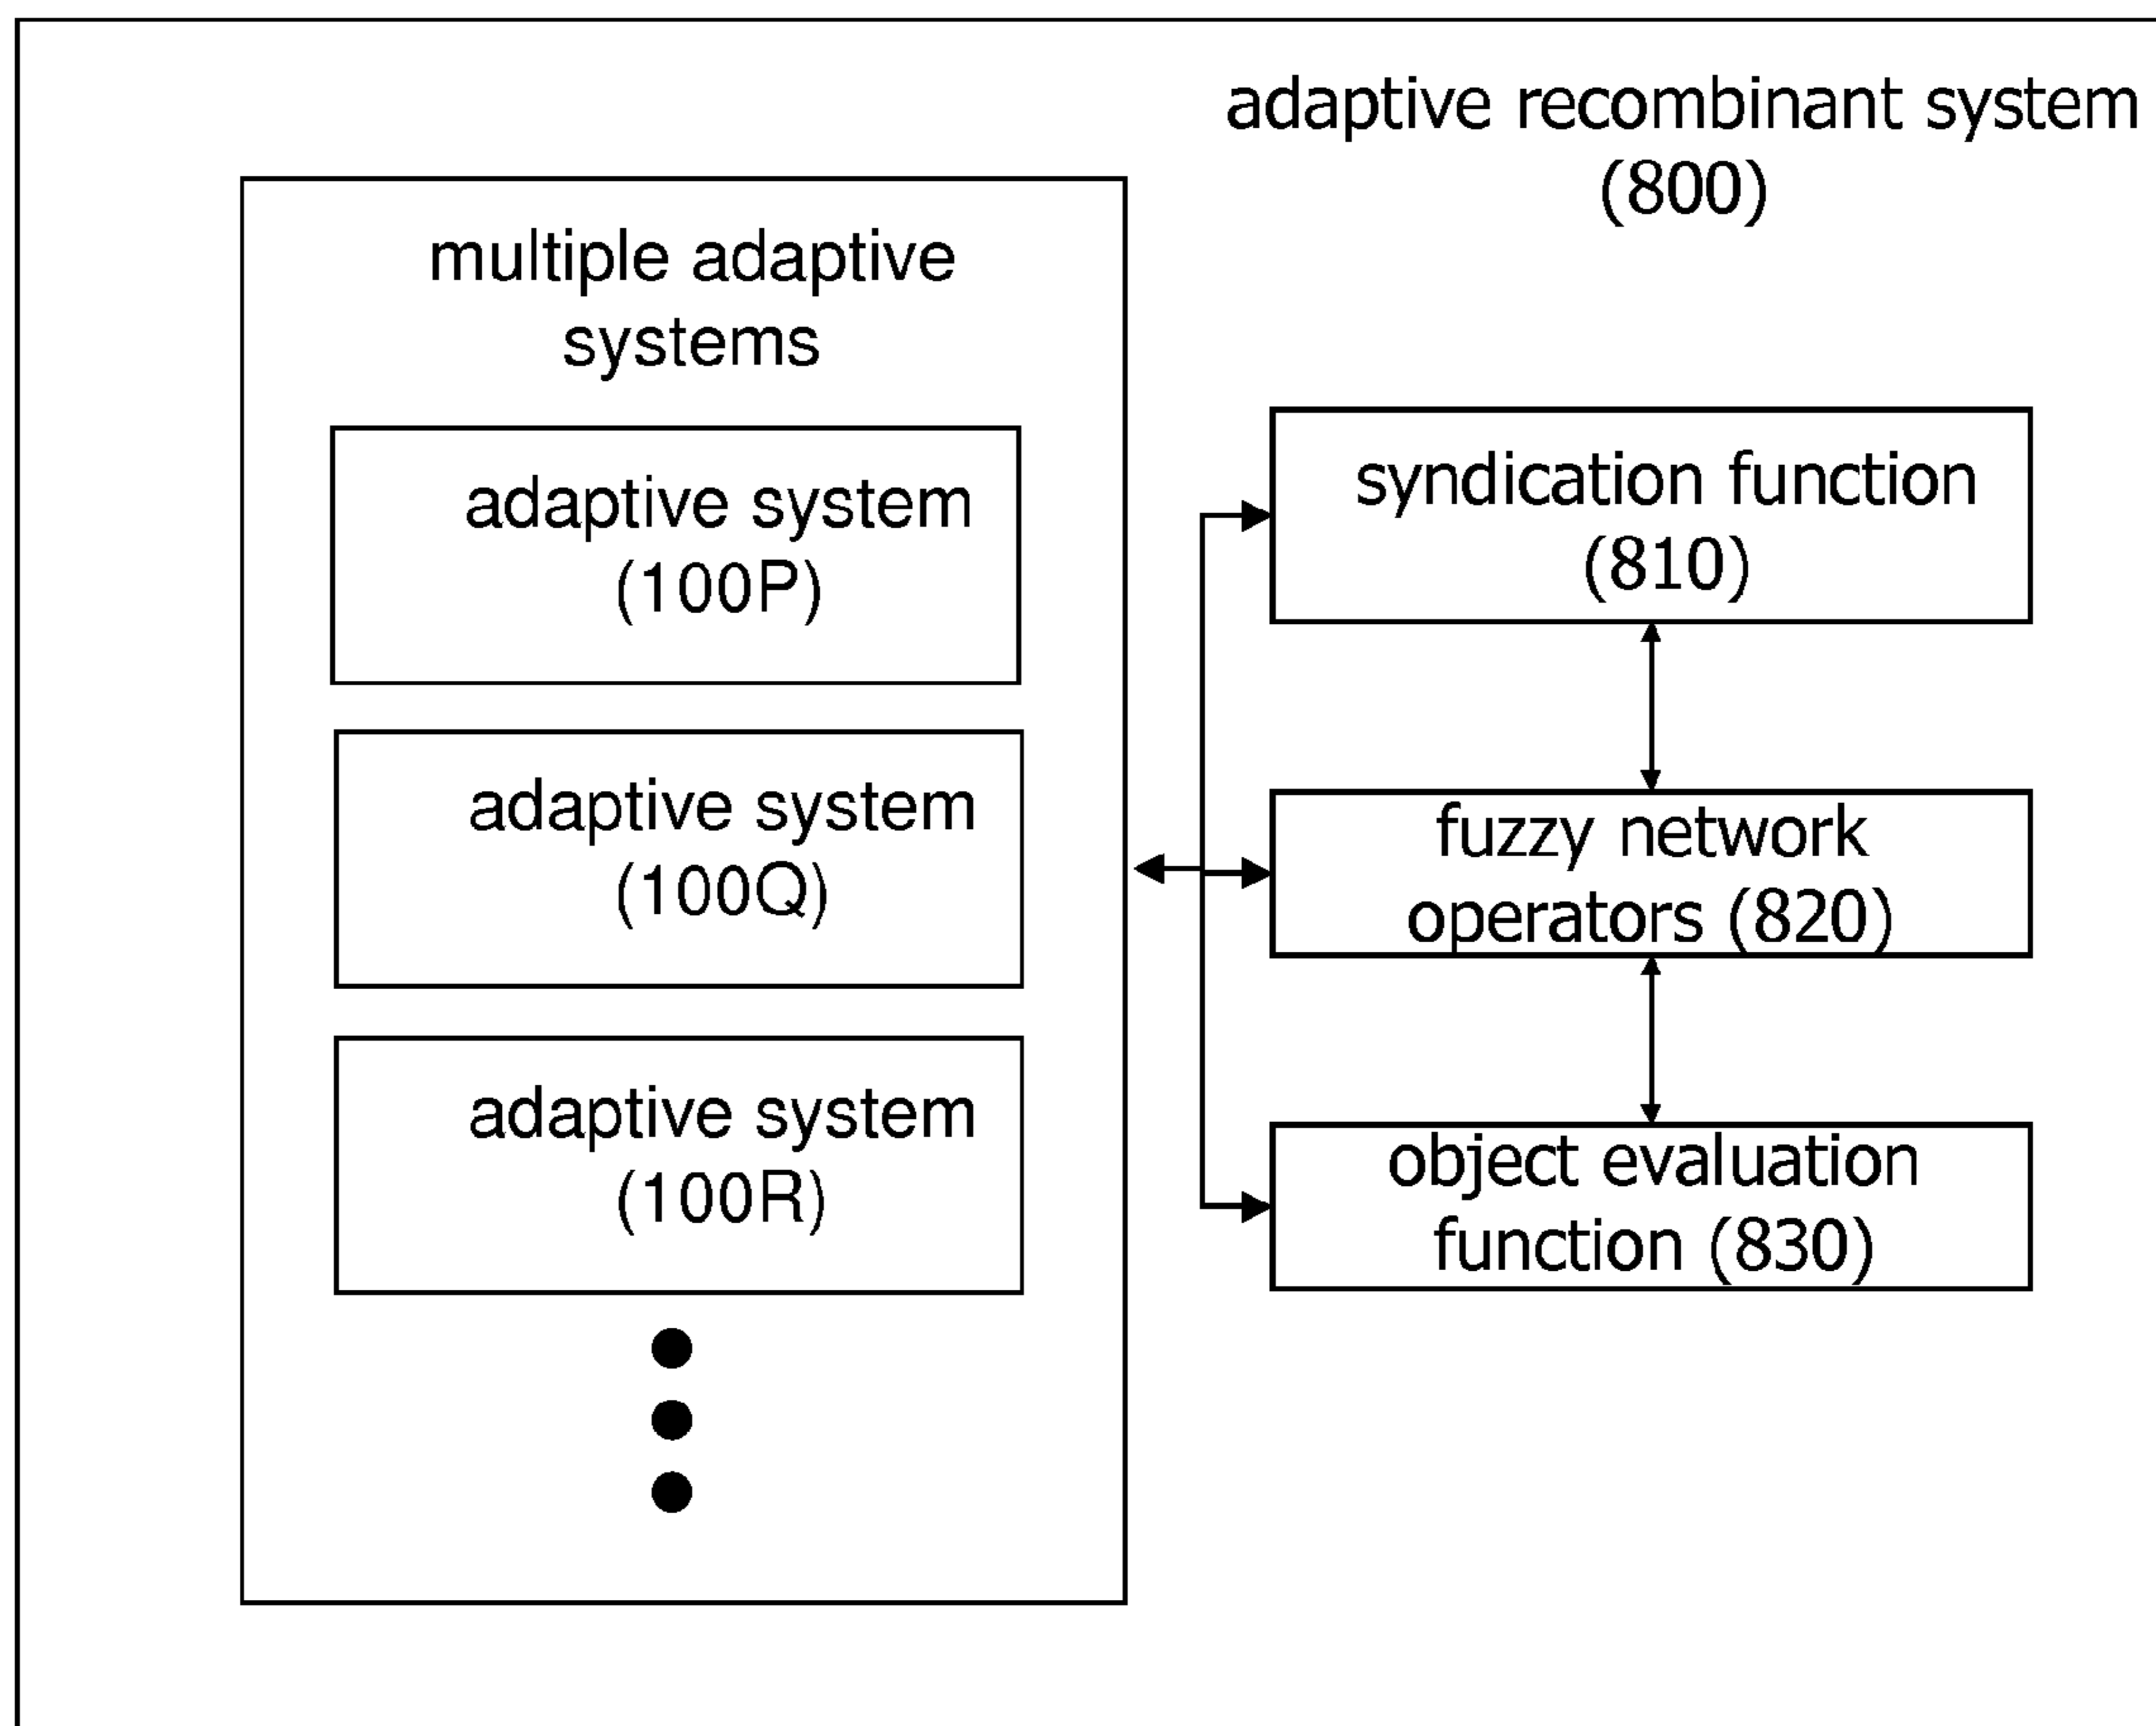 adaptive recombinant system
(800)
multiple adaptive
systems
adaptive system
(100P)
adaptive system
(100Q)
adaptive system
(100R)
syndication function
(810)
fuzzy network
operators (820)
object evaluation
function (830)